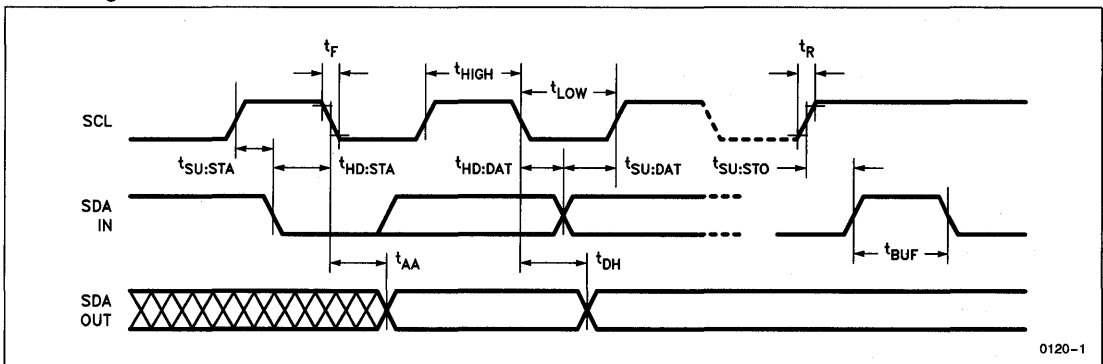 tF
tR
tHIGH
tLOW
SCL
tSU:STA
tHD:STA
tHD:DAT
tSU:DAT
tSU:STO
SDA
IN
tBUF
tAA
tDH
SDA
OUT
0120-1